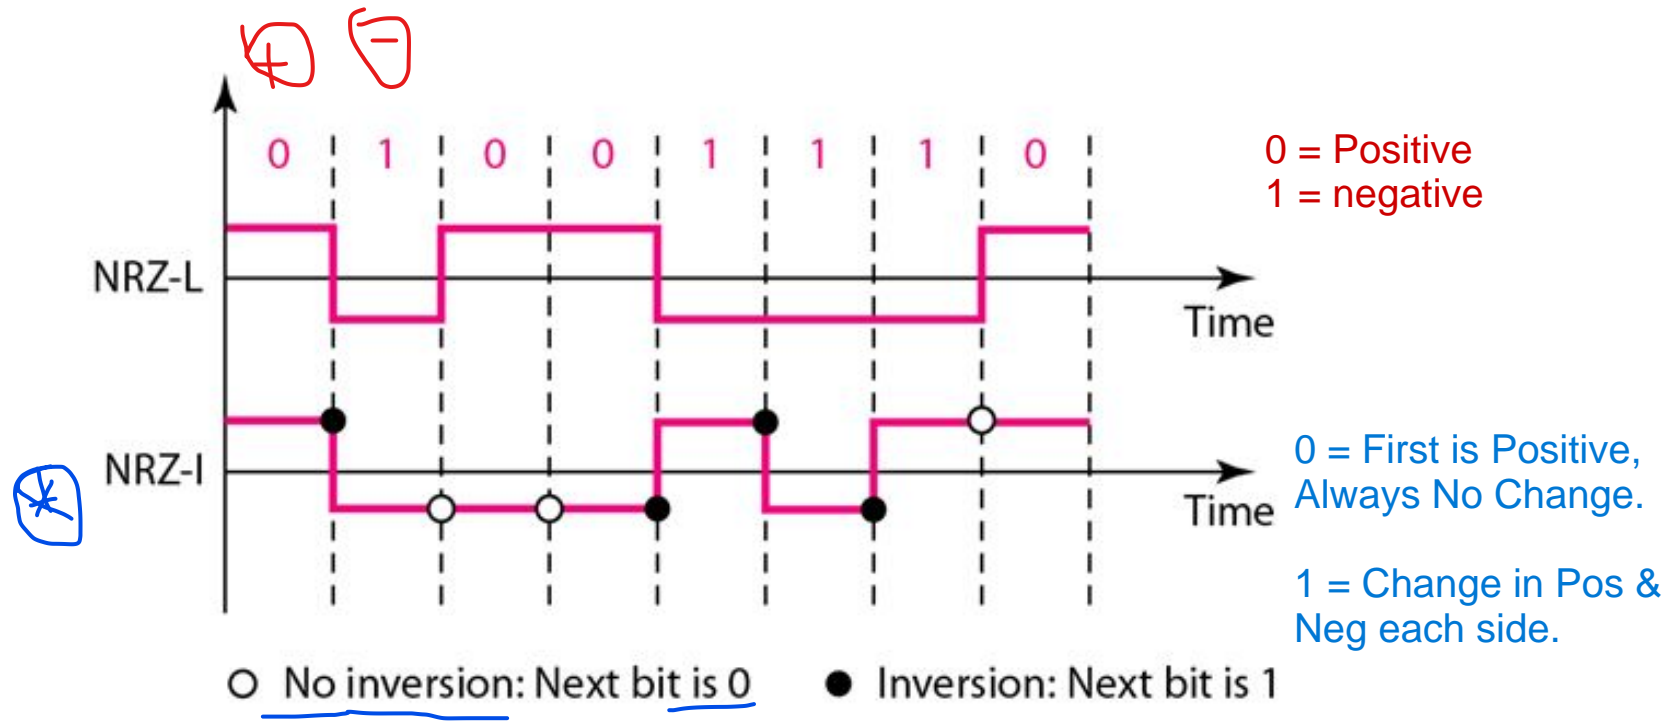 + -
0 1 0 0 1 1 1 0
0 = Positive
1 = negative
NRZ-L
Time
NRZ-I
Time
0 = First is Positive,
Always No Change.
1 = Change in Pos &
Neg each side.
No inversion: Next bit is 0
Inversion: Next bit is 1